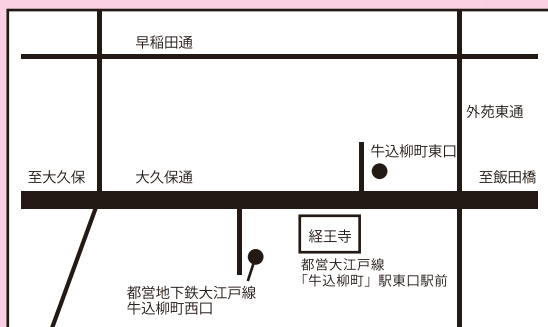 早稲田通
外苑東通
牛込柳町東口
至大久保
大久保通
至飯田橋
経王寺
都営大江戸線
「牛込柳町」駅東口駅前
都営地下鉄大江戸線
牛込柳町西口